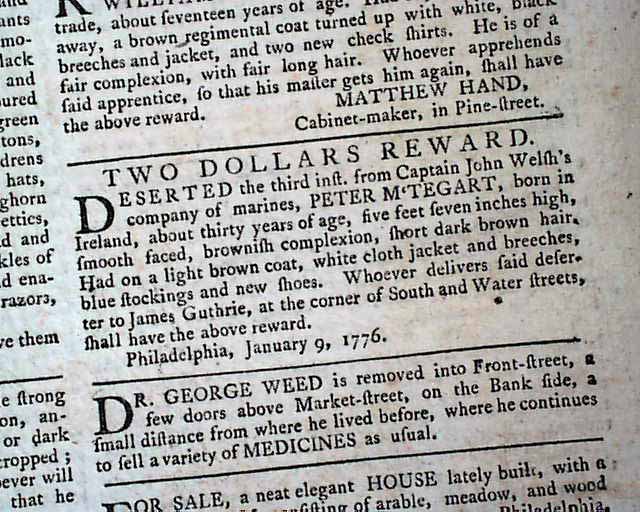 and
ants
mo-
lack
and
oured
green
tons,
drens
hats,
ghorn
ettics,
d and
kles of
d ena-
razors,
ve them
e strong
on, an-
or dark
cropped ;
ever will
that he
trade, about ſeventeen years of age. Had
away, a brown regimental coat turned up with white, black
breeches and jacket, and two new check ſhirts. He is of a
fair complexion, with fair long hair. Whoever apprehends
ſaid apprentice, ſo that his maſter gets him again, ſhall have
the above reward. MATTHEW HAND,
Cabinet-maker, in Pine-ſtreet.
TWO DOLLARS REWARD.
DESERTED the third inſt. from Captain John Welſh's
company of marines, PETER M'TEGART, born in
Ireland, about thirty years of age, five feet ſeven inches high,
ſmooth faced, browniſh complexion, ſhort dark brown hair.
Had on a light brown coat, white cloth jacket and breeches,
blue ſtockings and new ſhoes. Whoever delivers ſaid deſer-
ter to James Guthrie, at the corner of South and Water ſtreets,
ſhall have the above reward.
Philadelphia, January 9, 1776.
DR. GEORGE WEED is removed into Front-ſtreet, a
few doors above Market-ſtreet, on the Bank ſide, a
ſmall diſtance from where he lived before, where he continues
to ſell a variety of MEDICINES as uſual.
FOR SALE, a neat elegant HOUSE lately built, with a
of arable, meadow, and wood
Philadelphia,